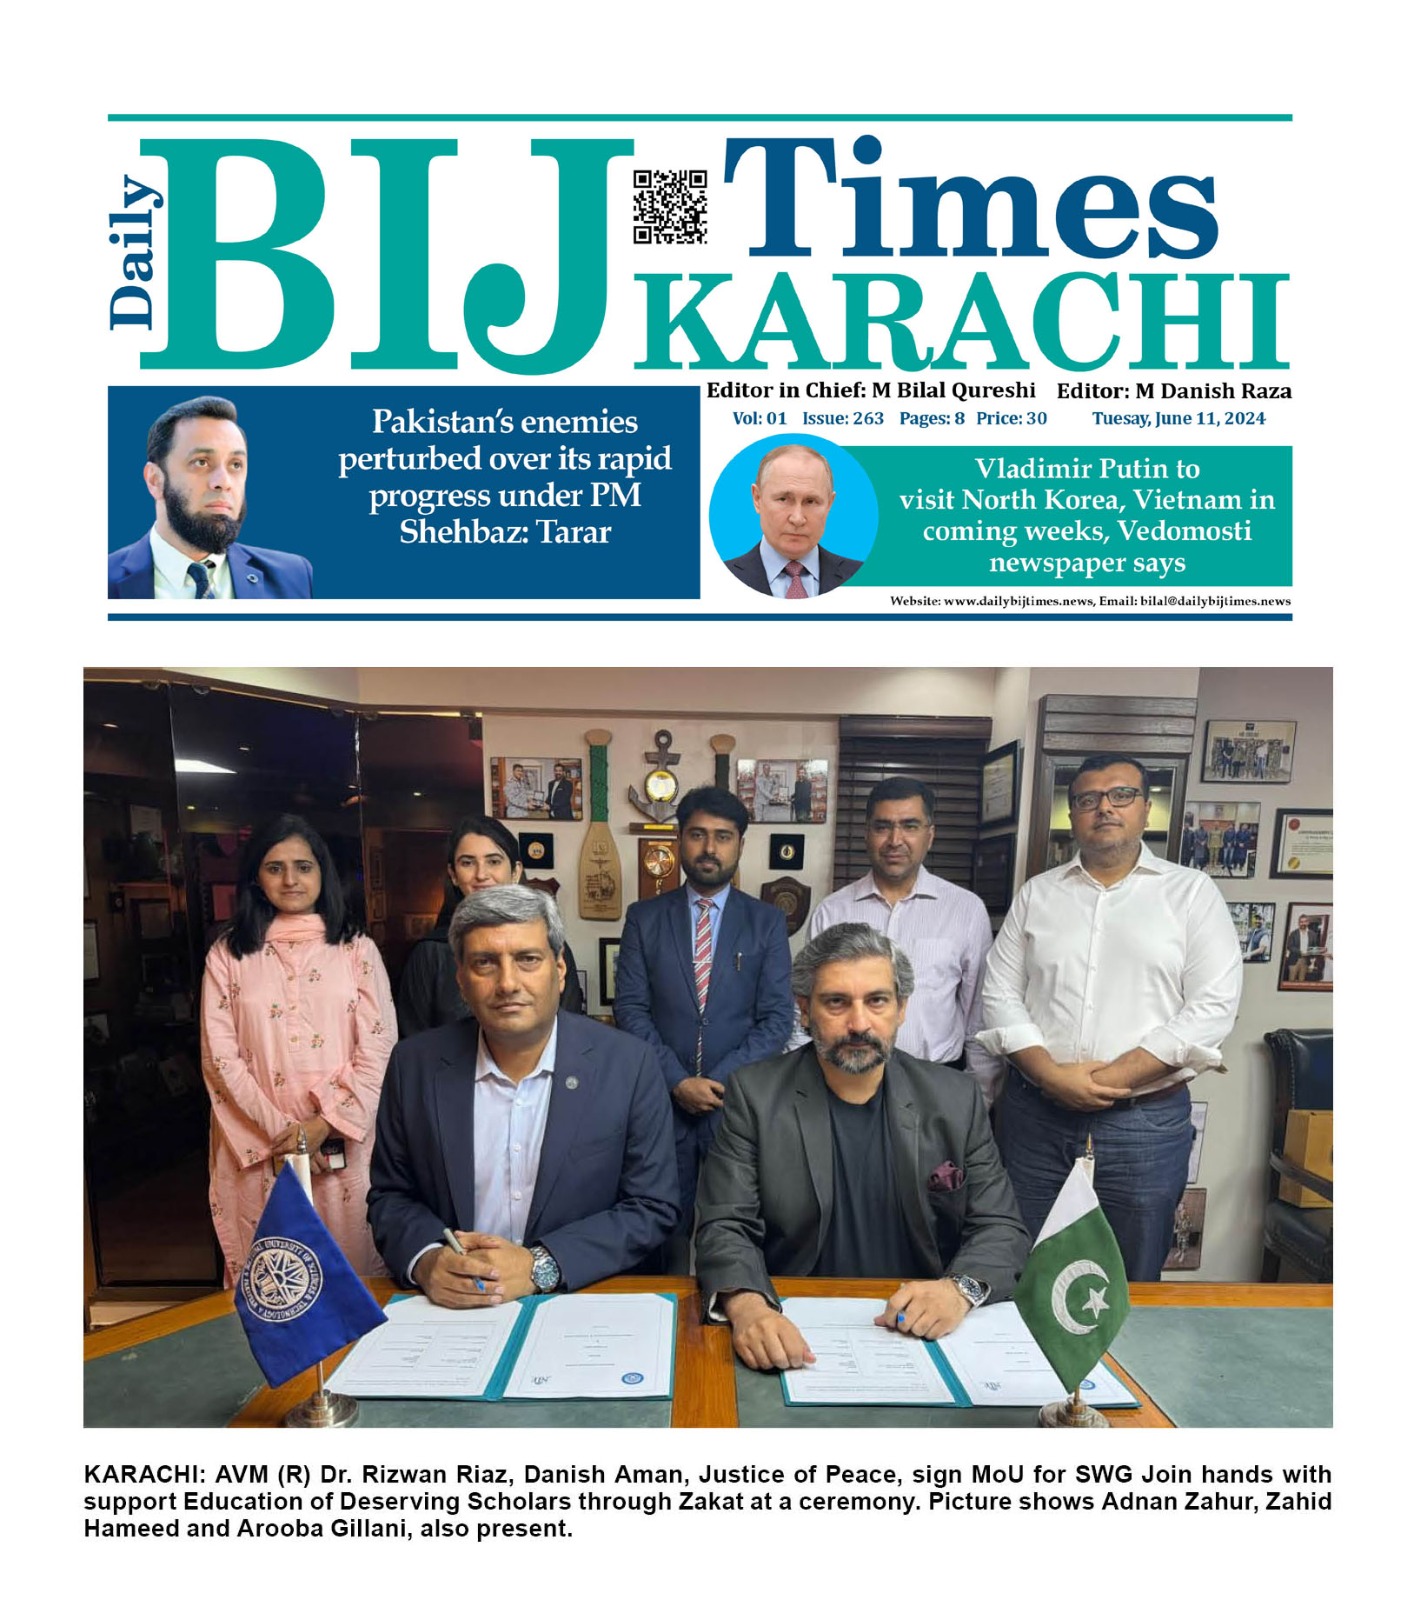 Daily
BIJ Times
KARACHI
Editor in Chief: M Bilal Qureshi Editor: M Danish Raza
Vol: 01 Issue: 263 Pages: 8 Price: 30 Tuesay, June 11, 2024
Pakistan's enemies
perturbed over its rapid
progress under PM
Shehbaz: Tarar
Vladimir Putin to
visit North Korea, Vietnam in
coming weeks, Vedomosti
newspaper says
Website: www.dailybijtimes.news, Email: bilal@dailybijtimes.news
KARACHI: AVM (R) Dr. Rizwan Riaz, Danish Aman, Justice of Peace, sign MoU for SWG Join hands with
support Education of Deserving Scholars through Zakat at a ceremony. Picture shows Adnan Zahur, Zahid
Hameed and Arooba Gillani, also present.